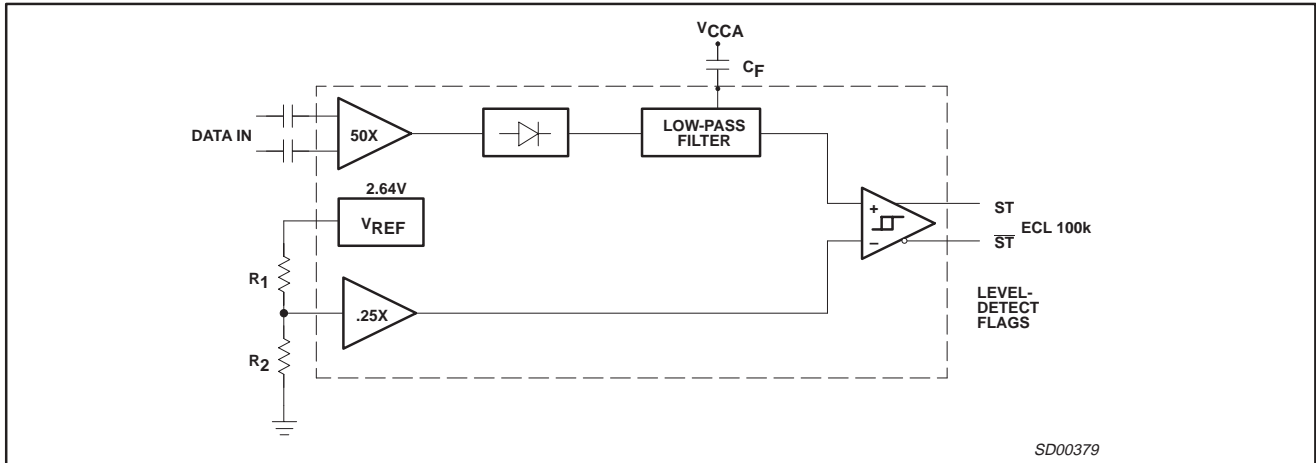 VCCA
CF
DATA IN
50X
LOW-PASS
FILTER
2.64V
VREF
+
−
ST
ST ECL 100k
R1
.25X
LEVEL-
DETECT
FLAGS
R2
SD00379